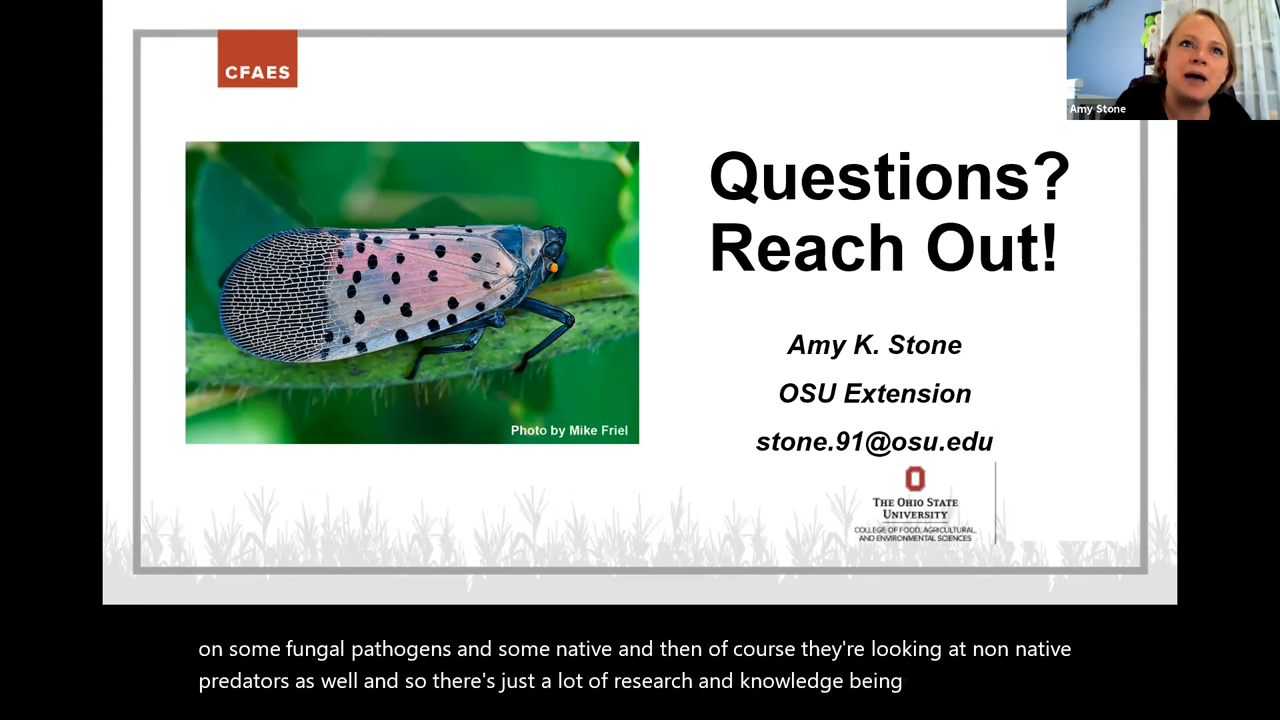 CFAES
Amy Stone
Questions?
Reach Out!
Amy K. Stone
OSU Extension
stone.91@osu.edu
Photo by Mike Friel
O
THE OHIO STATE
UNIVERSITY
COLLEGE OF FOOD, AGRICULTURAL,
AND ENVIRONMENTAL SCIENCES
on some fungal pathogens and some native and then of course they're looking at non native
predators as well and so there's just a lot of research and knowledge being